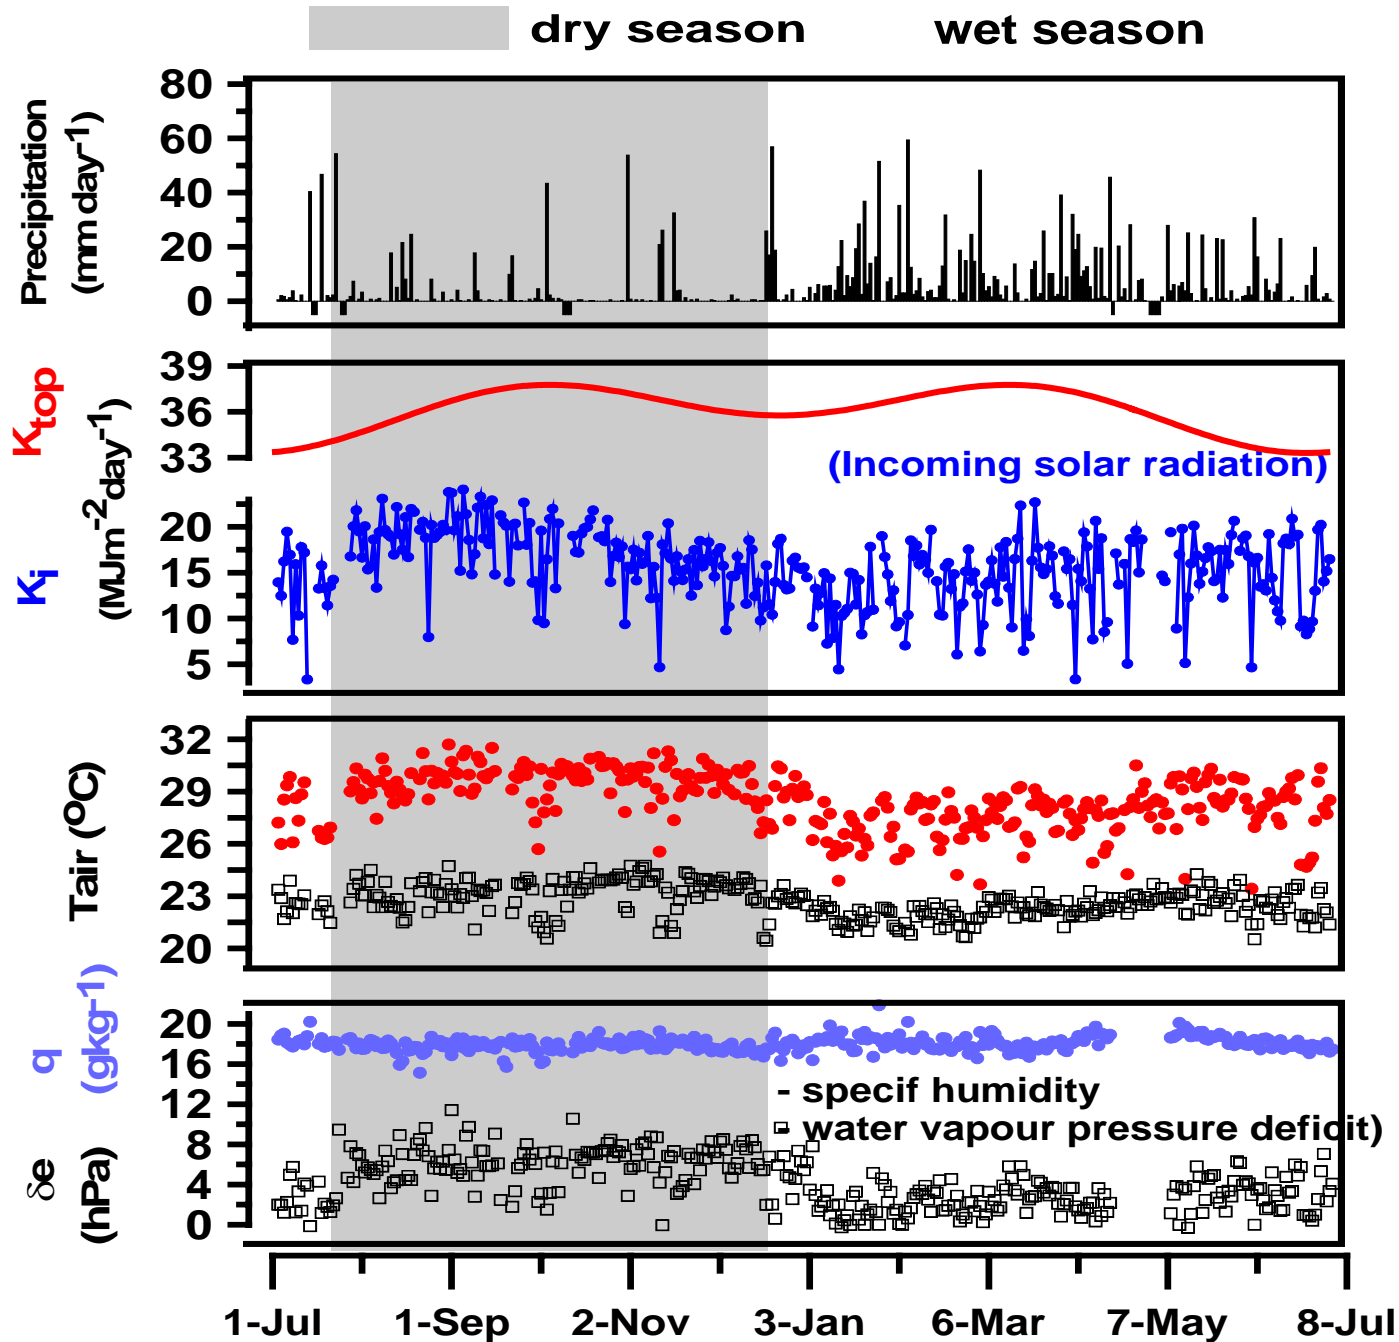 dry season wet season
Precipitation
(mm day-1)
80
60
40
20
0
Ktop
Ki
(MJm-2day-1)
39
36
33
(Incoming solar radiation)
20
15
10
5
Tair (oC)
32
29
26
23
20
q
(gkg-1)
δe
(hPa)
20
16
12
8
4
0
- specif humidity
- water vapour pressure deficit)
1-Jul 1-Sep 2-Nov 3-Jan 6-Mar 7-May 8-Jul